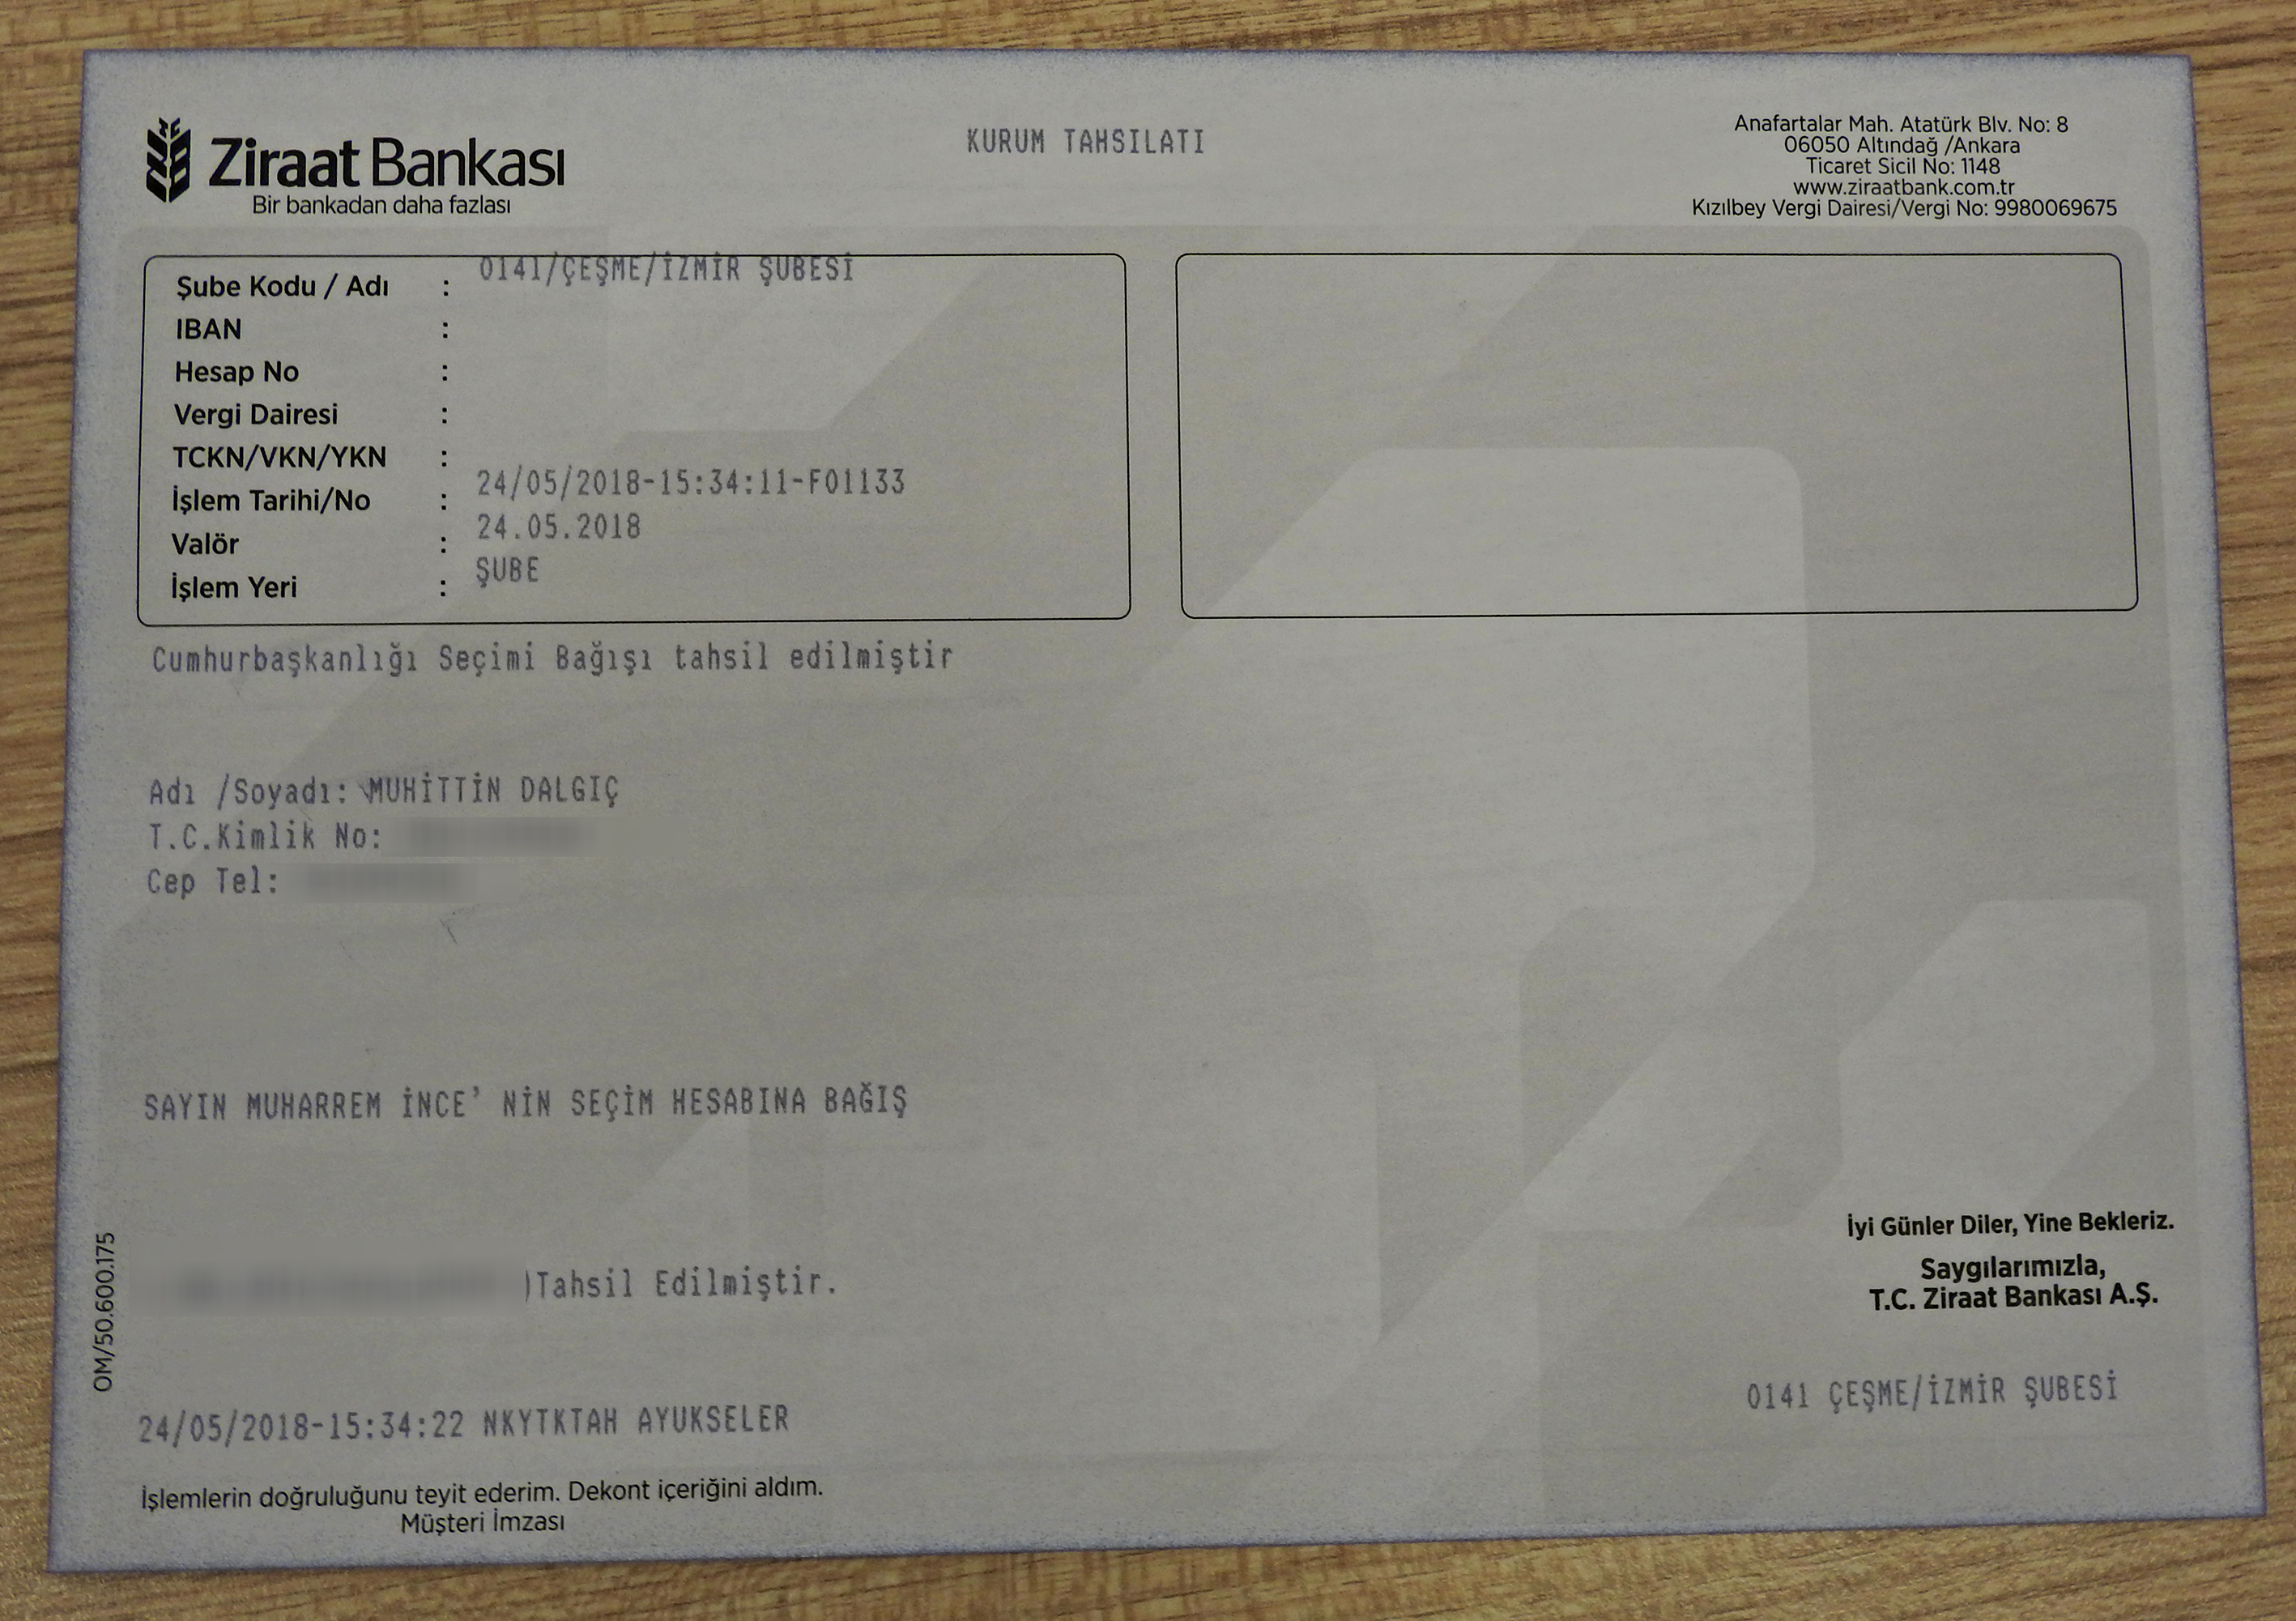 Ziraat Bankası
Bir bankadan daha fazlası
KURUM TAHSILATI
Anafartalar Mah. Atatürk Blv. No: 8
06050 Altındağ /Ankara
Ticaret Sicil No: 1148
www.ziraatbank.com.tr
Kızılbey Vergi Dairesi/Vergi No: 9980069675
Şube Kodu / Adı : 0141/ÇEŞME/İZMİR ŞUBESİ
IBAN :
Hesap No :
Vergi Dairesi :
TCKN/VKN/YKN :
İşlem Tarihi/No : 24/05/2018-15:34:11-F01133
Valör : 24.05.2018
İşlem Yeri : ŞUBE
Cumhurbaşkanlığı Seçimi Bağışı tahsil edilmiştir
Adı /Soyadı: MUHİTTİN DALGIÇ
T.C.Kimlik No:
Cep Tel:
SAYIN MUHARREM İNCE' NİN SEÇİM HESABINA BAĞIŞ
)Tahsil Edilmiştir.
İyi Günler Diler, Yine Bekleriz.
Saygılarımızla,
T.C. Ziraat Bankası A.Ş.
OM/50.600.175
0141 ÇEŞME/İZMİR ŞUBESİ
24/05/2018-15:34:22 NKYTKTAH AYUKSELER
İşlemlerin doğruluğunu teyit ederim. Dekont içeriğini aldım.
Müşteri İmzası